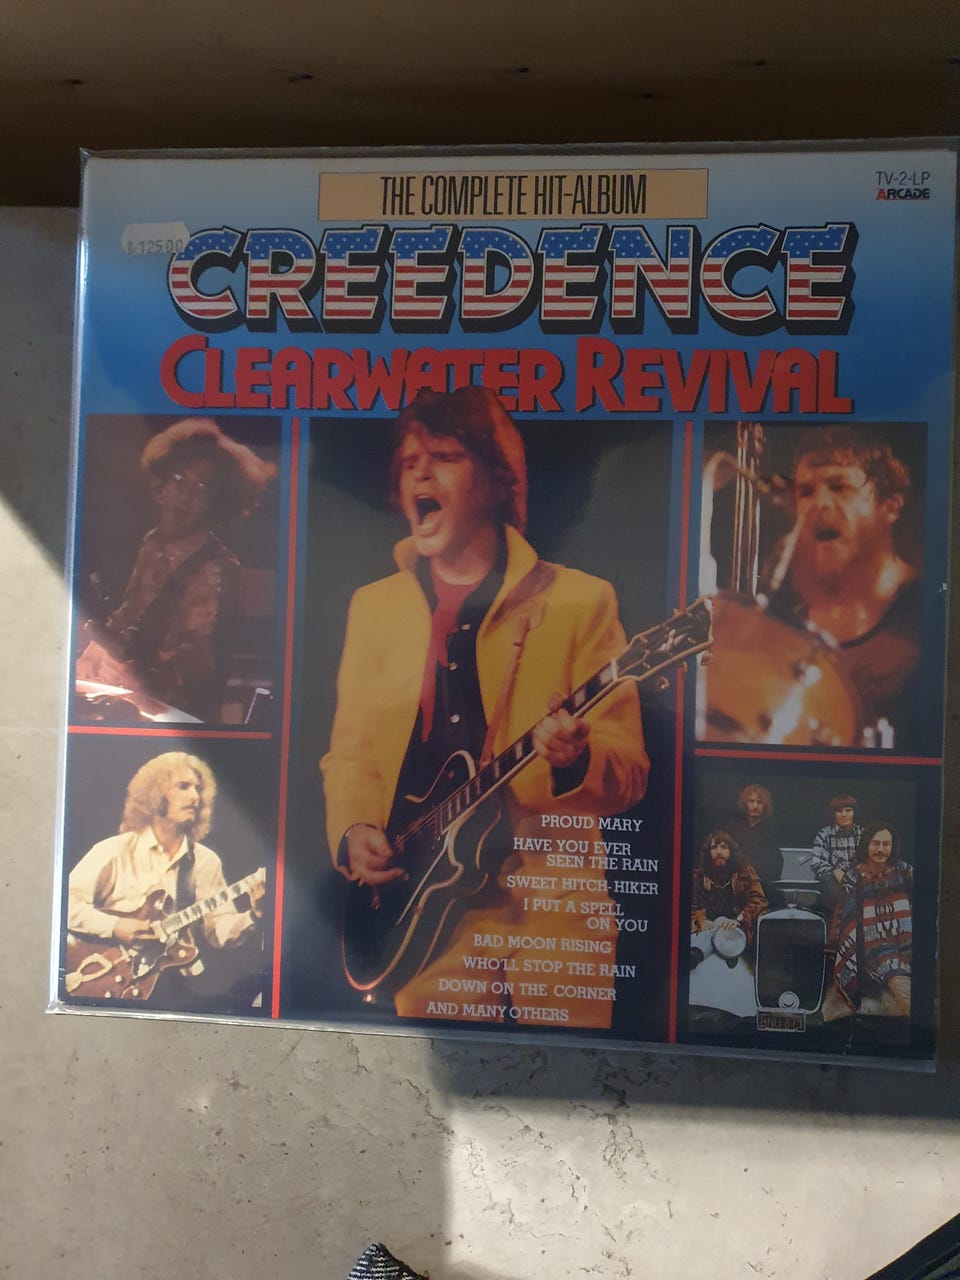 THE COMPLETE HIT-ALBUM
TV-2-LP
ARCADE
125.00
CREEDENCE
CLEARWATER REVIVAL
PROUD MARY
HAVE YOU EVER
SEEN THE RAIN
SWEET HITCH-HIKER
I PUT A SPELL
ON YOU
BAD MOON RISING
WHO'LL STOP THE RAIN
DOWN ON THE CORNER
AND MANY OTHERS